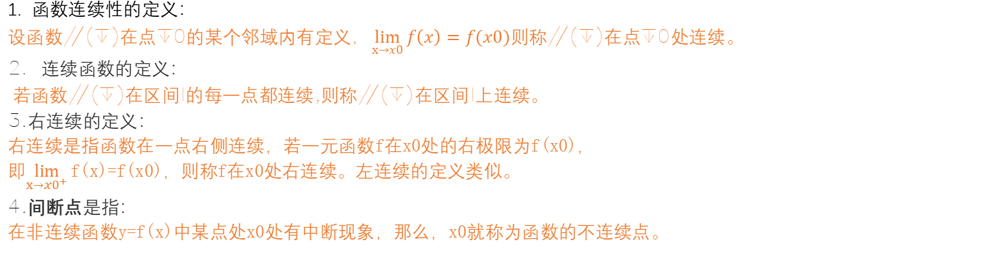 1. 函数连续性的定义：
设函数∕∕(▽)在点▽0的某个邻域内有定义， lim f(x) = f(x0)则称∕∕(▽)在点▽0处连续。
x→x0
2. 连续函数的定义：
若函数∕∕(▽)在区间I的每一点都连续,则称∕∕(▽)在区间I上连续。
3.右连续的定义：
右连续是指函数在一点右侧连续，若一元函数f在x0处的右极限为f(x0)，
即 lim f(x)=f(x0)，则称f在x0处右连续。左连续的定义类似。
x→x0⁺
4.间断点是指：
在非连续函数y=f(x)中某点处x0处有中断现象，那么，x0就称为函数的不连续点。